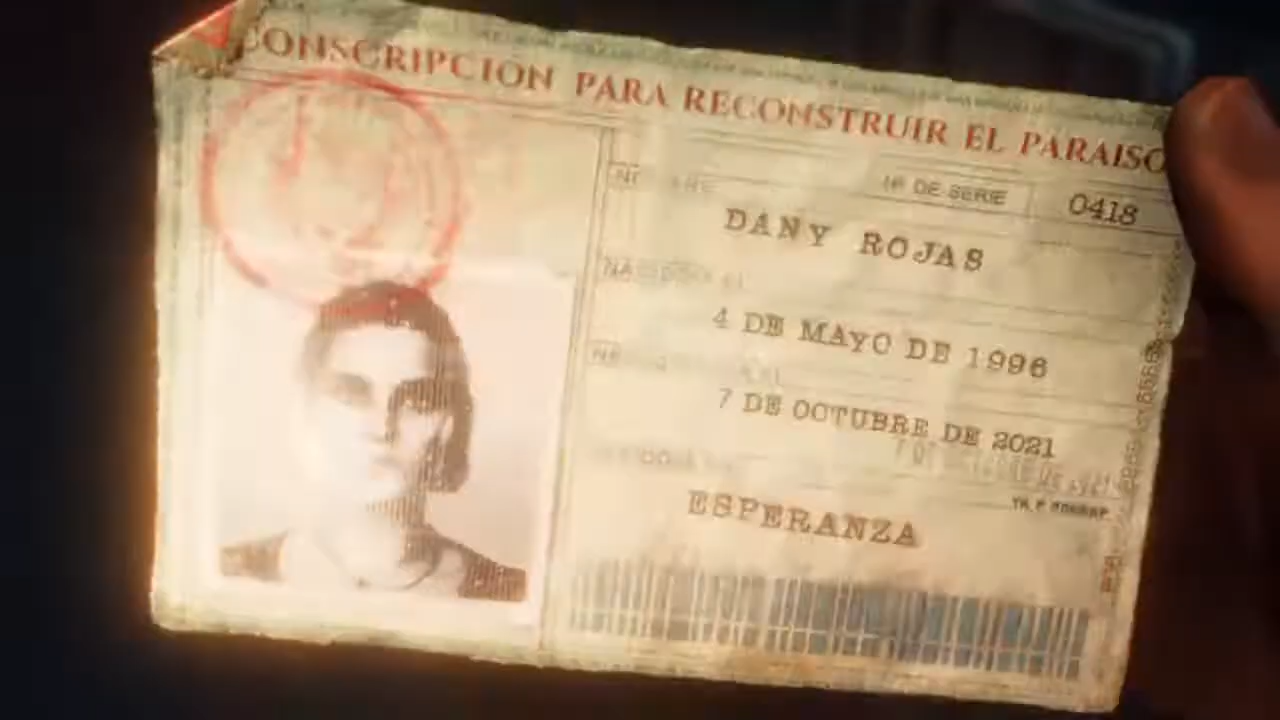 CONSCRIPCION PARA RECONSTRUIR EL PARAISO
Nº DE SERIE 0418
DANY ROJAS
4 DE MAYO DE 1996
7 DE OCTUBRE DE 2021
ESPERANZA